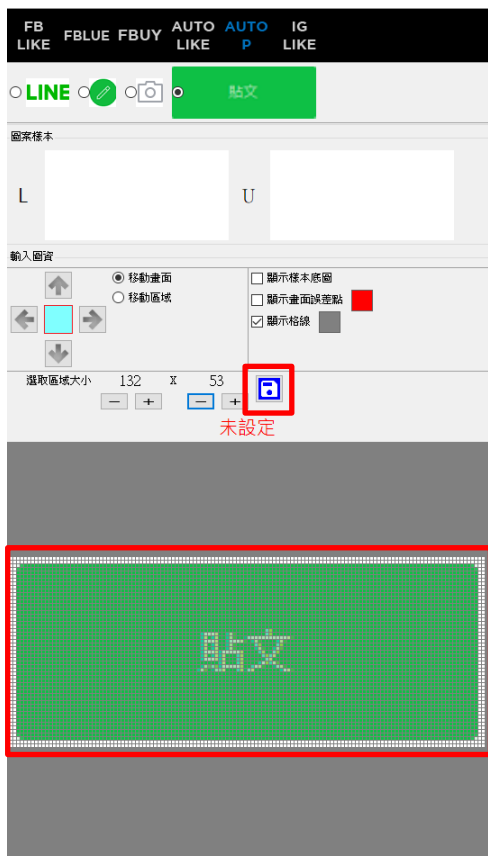 FB LIKE FBLUE FBUY AUTO LIKE AUTO P IG LIKE
LINE 貼文
圖案樣本
L U
輸入圖資
移動畫面 顯示樣本底圖
移動區域 顯示畫面誤差點
顯示格線
選取區域大小 132 X 53
− + − +
未設定
貼文